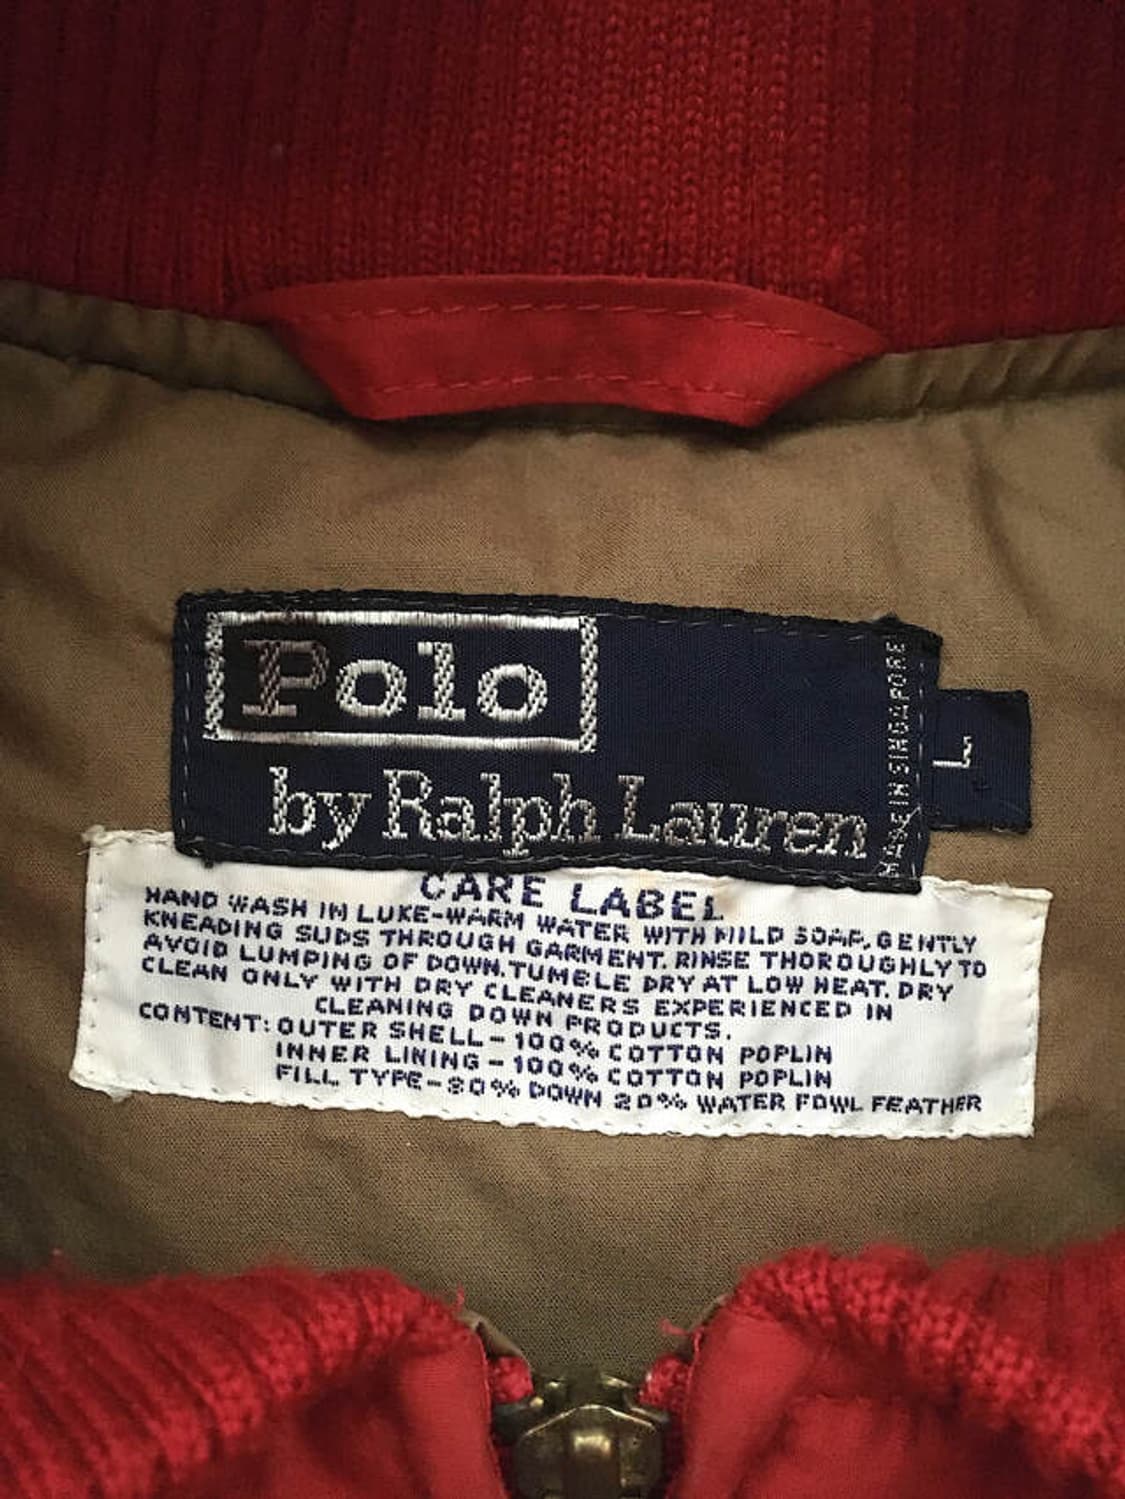 Polo
by Ralph Lauren
MADE IN SINGAPORE
L
CARE LABEL
HAND WASH IN LUKE-WARM WATER WITH MILD SOAP, GENTLY
KNEADING SUDS THROUGH GARMENT. RINSE THOROUGHLY TO
AVOID LUMPING OF DOWN. TUMBLE DRY AT LOW HEAT. DRY
CLEAN ONLY WITH DRY CLEANERS EXPERIENCED IN
CLEANING DOWN PRODUCTS.
CONTENT: OUTER SHELL - 100% COTTON POPLIN
INNER LINING - 100% COTTON POPLIN
FILL TYPE - 80% DOWN 20% WATER FOWL FEATHER